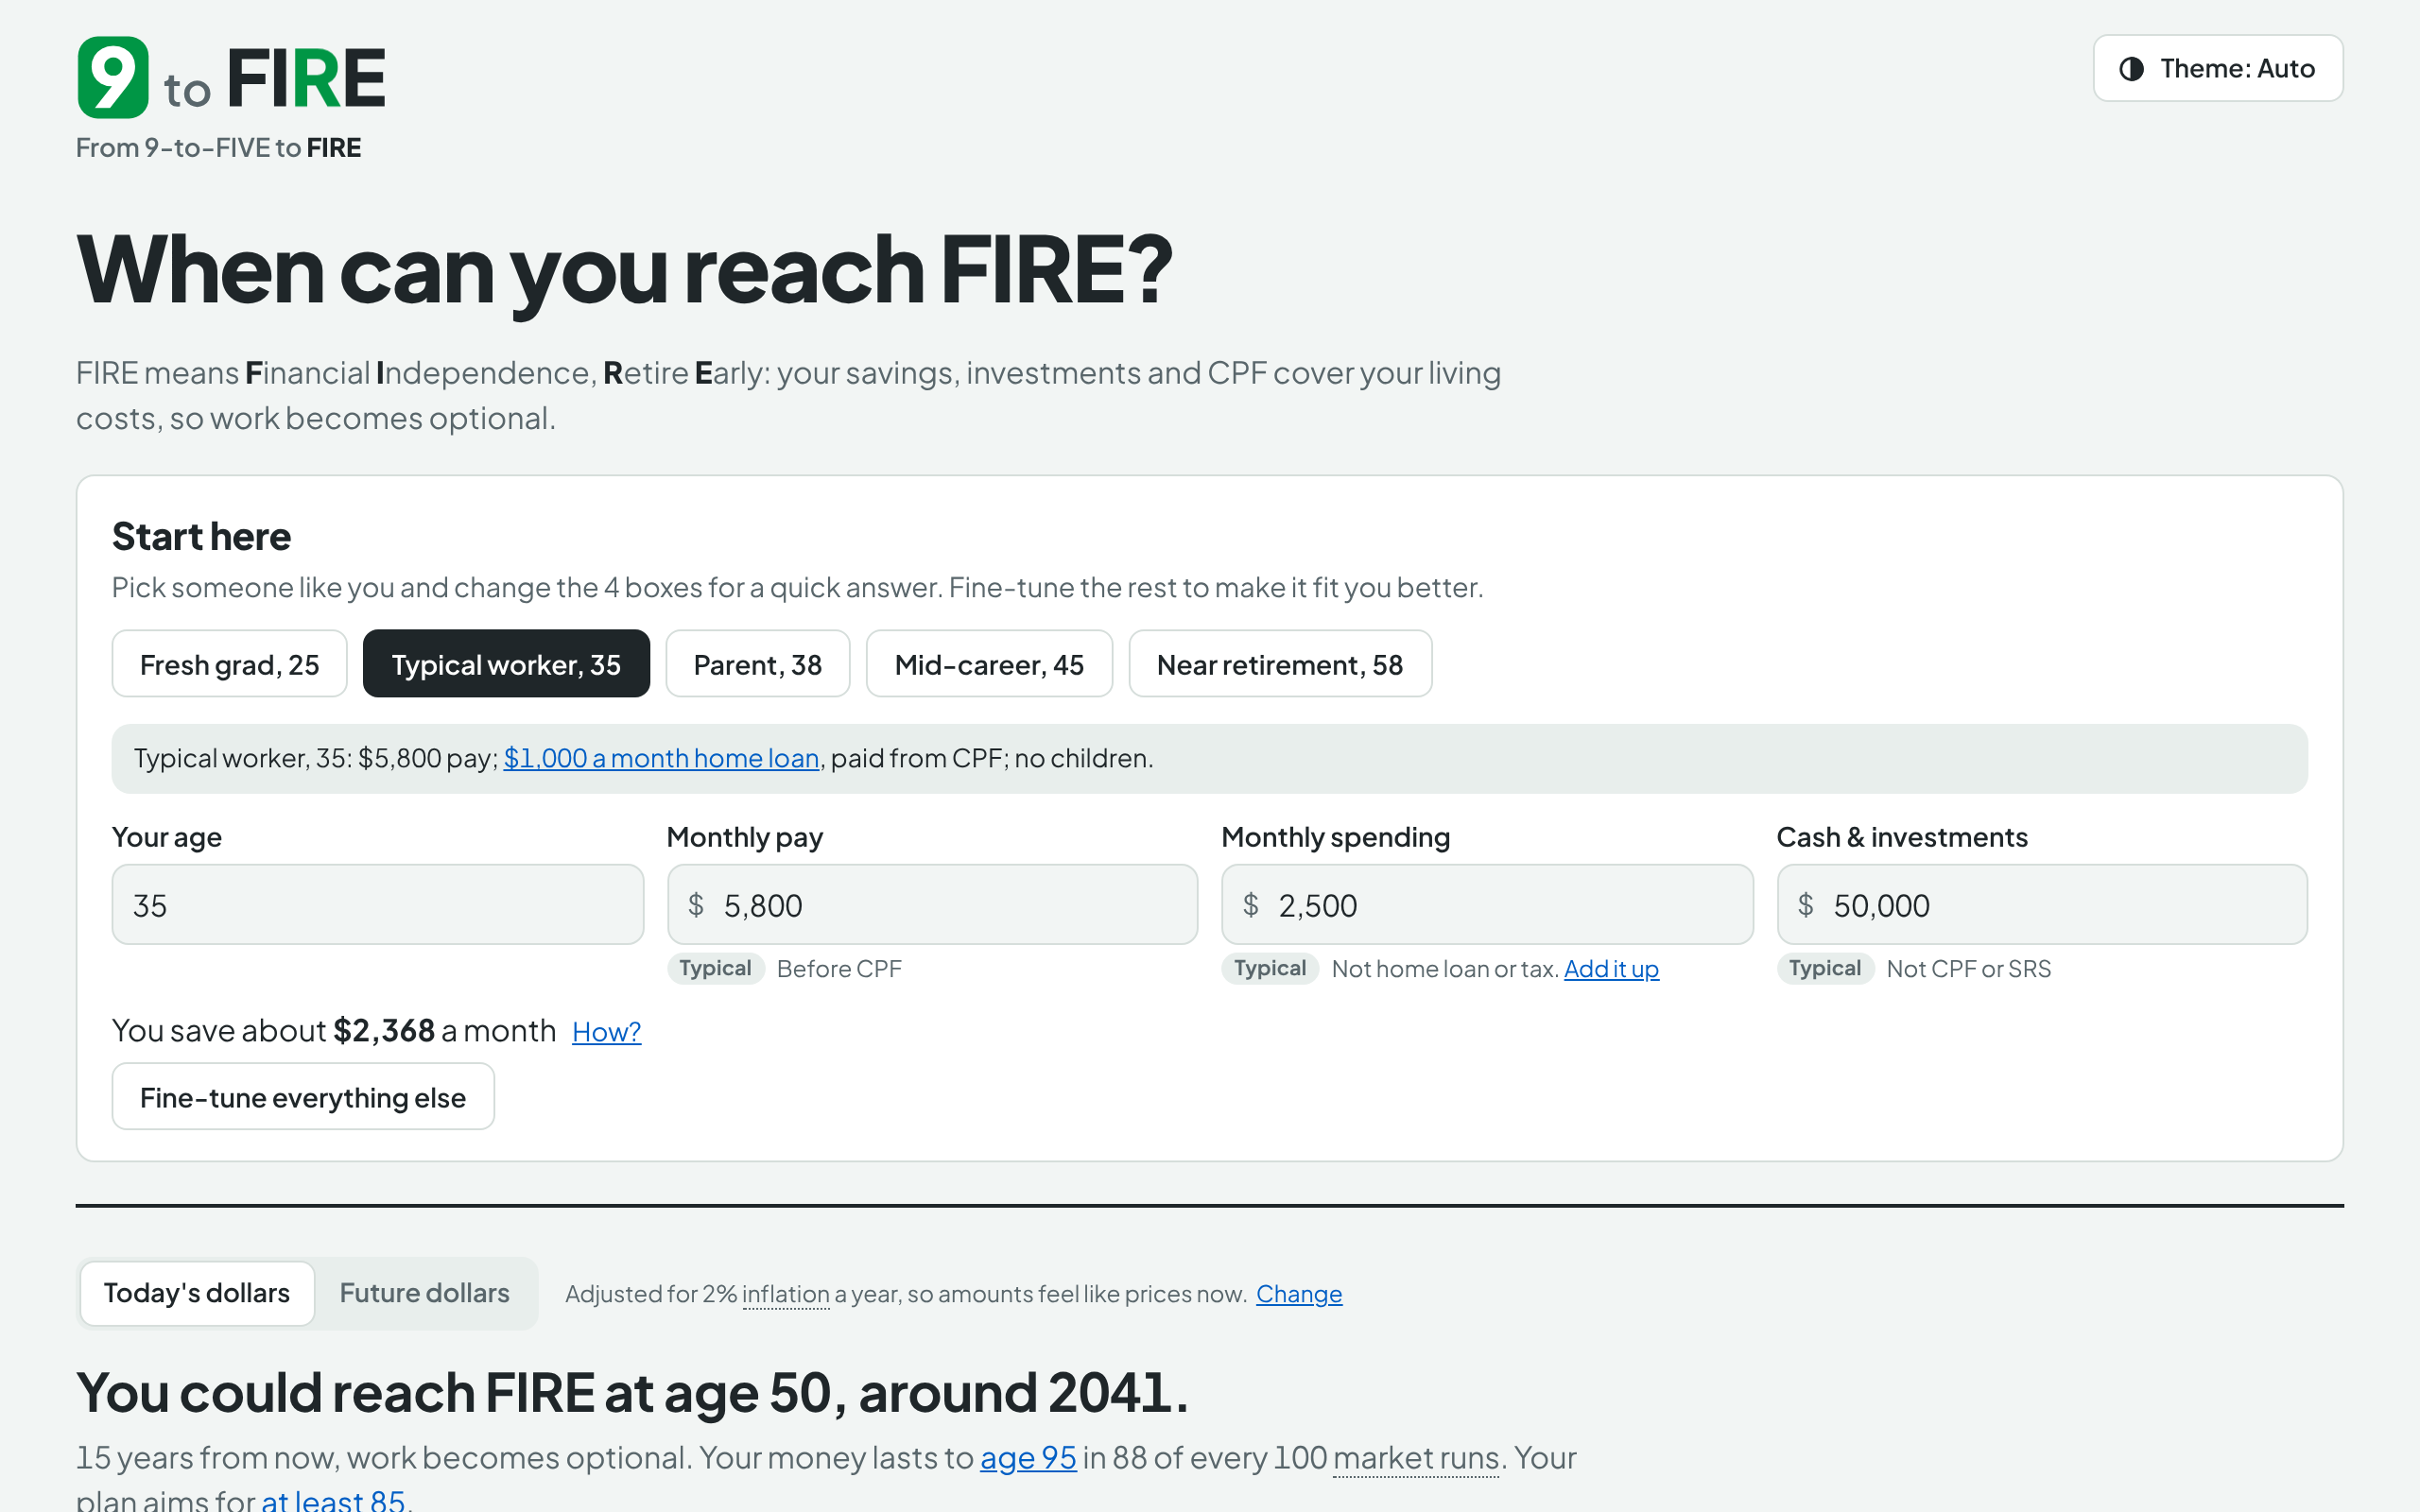 9 to FIRE
Theme: Auto
From 9-to-FIVE to FIRE
When can you reach FIRE?
FIRE means Financial Independence, Retire Early: your savings, investments and CPF cover your living
costs, so work becomes optional.
Start here
Pick someone like you and change the 4 boxes for a quick answer. Fine-tune the rest to make it fit you better.
Fresh grad, 25 Typical worker, 35 Parent, 38 Mid-career, 45 Near retirement, 58
Typical worker, 35: $5,800 pay; $1,000 a month home loan, paid from CPF; no children.
Your age Monthly pay Monthly spending Cash & investments
35 $ 5,800 $ 2,500 $ 50,000
Typical Before CPF Typical Not home loan or tax. Add it up Typical Not CPF or SRS
You save about $2,368 a month How?
Fine-tune everything else
Today's dollars Future dollars Adjusted for 2% inflation a year, so amounts feel like prices now. Change
You could reach FIRE at age 50, around 2041.
15 years from now, work becomes optional. Your money lasts to age 95 in 88 of every 100 market runs. Your
plan aims for at least 85.